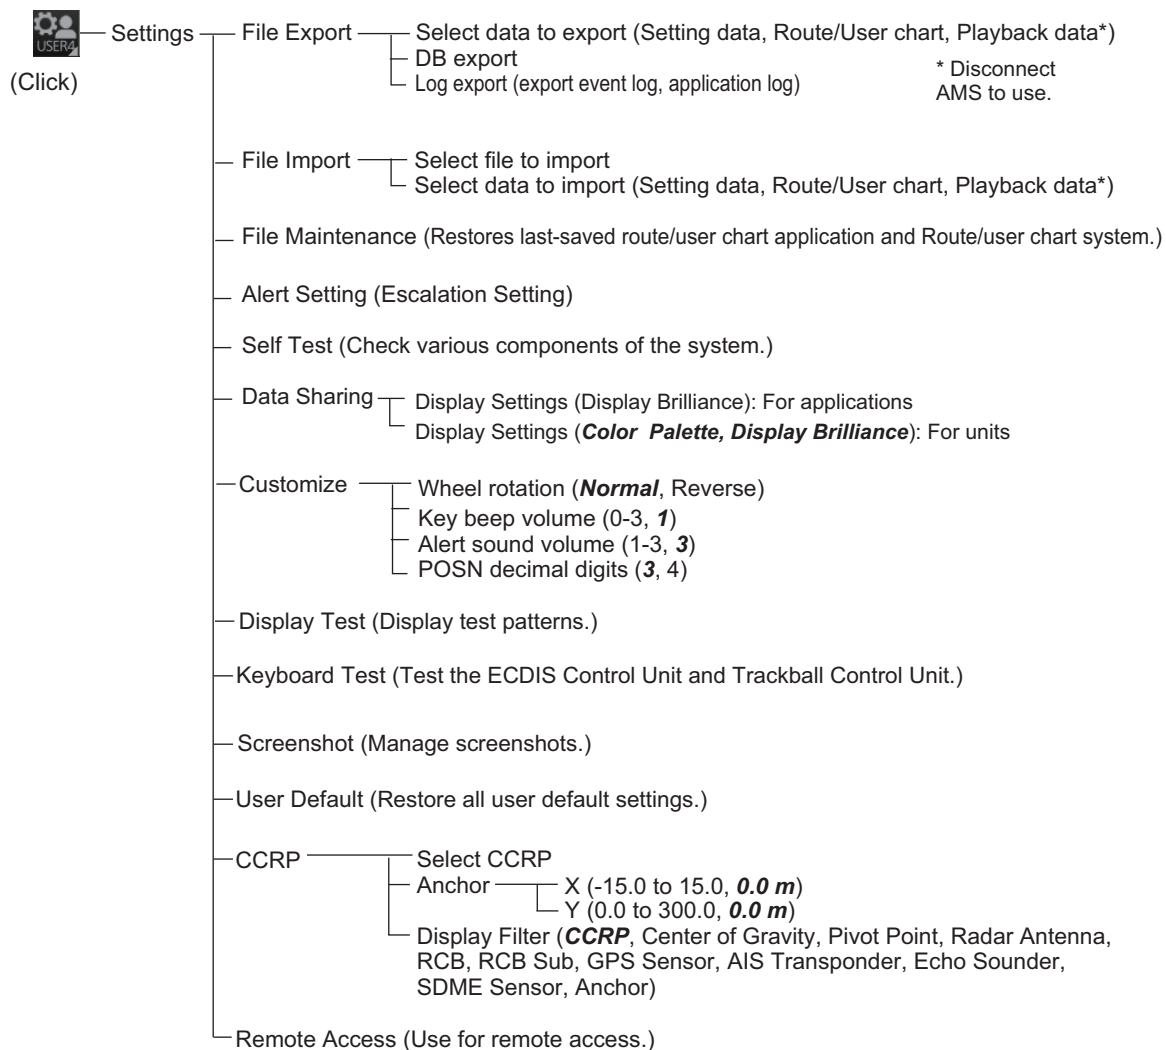 USER4
Settings
File Export
Select data to export (Setting data, Route/User chart, Playback data*)
DB export
Log export (export event log, application log)
* Disconnect
AMS to use.
(Click)
File Import
Select file to import
Select data to import (Setting data, Route/User chart, Playback data*)
File Maintenance (Restores last-saved route/user chart application and Route/user chart system.)
Alert Setting (Escalation Setting)
Self Test (Check various components of the system.)
Data Sharing
Display Settings (Display Brilliance): For applications
Display Settings (Color Palette, Display Brilliance): For units
Customize
Wheel rotation (Normal, Reverse)
Key beep volume (0-3, 1)
Alert sound volume (1-3, 3)
POSN decimal digits (3, 4)
Display Test (Display test patterns.)
Keyboard Test (Test the ECDIS Control Unit and Trackball Control Unit.)
Screenshot (Manage screenshots.)
User Default (Restore all user default settings.)
CCRP
Select CCRP
Anchor
X (-15.0 to 15.0, 0.0 m)
Y (0.0 to 300.0, 0.0 m)
Display Filter (CCRP, Center of Gravity, Pivot Point, Radar Antenna,
RCB, RCB Sub, GPS Sensor, AIS Transponder, Echo Sounder,
SDME Sensor, Anchor)
Remote Access (Use for remote access.)